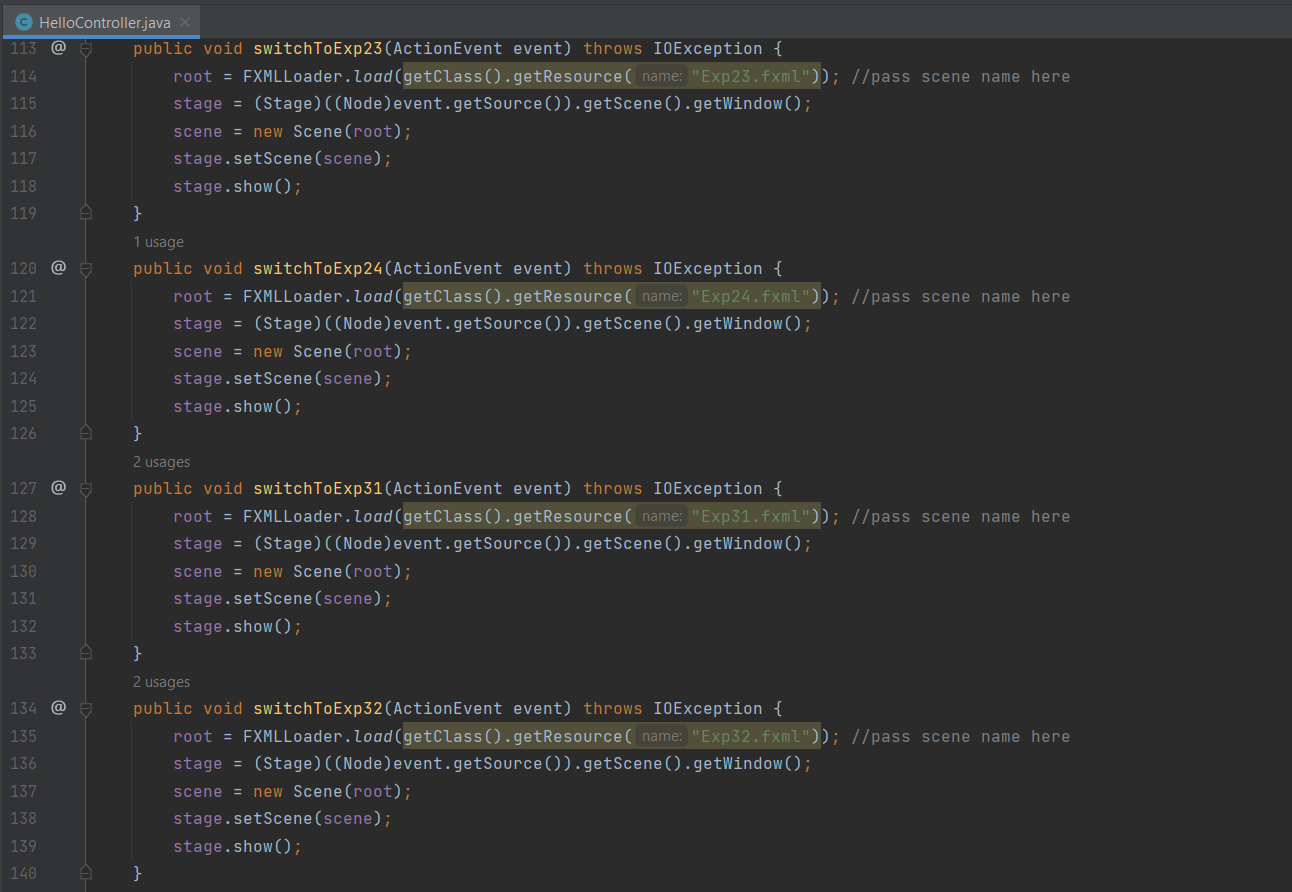 HelloController.java
113 @ public void switchToExp23(ActionEvent event) throws IOException {
114 root = FXMLLoader.load(getClass().getResource( name: "Exp23.fxml")); //pass scene name here
115 stage = (Stage)((Node)event.getSource()).getScene().getWindow();
116 scene = new Scene(root);
117 stage.setScene(scene);
118 stage.show();
119 }
1 usage
120 @ public void switchToExp24(ActionEvent event) throws IOException {
121 root = FXMLLoader.load(getClass().getResource( name: "Exp24.fxml")); //pass scene name here
122 stage = (Stage)((Node)event.getSource()).getScene().getWindow();
123 scene = new Scene(root);
124 stage.setScene(scene);
125 stage.show();
126 }
2 usages
127 @ public void switchToExp31(ActionEvent event) throws IOException {
128 root = FXMLLoader.load(getClass().getResource( name: "Exp31.fxml")); //pass scene name here
129 stage = (Stage)((Node)event.getSource()).getScene().getWindow();
130 scene = new Scene(root);
131 stage.setScene(scene);
132 stage.show();
133 }
2 usages
134 @ public void switchToExp32(ActionEvent event) throws IOException {
135 root = FXMLLoader.load(getClass().getResource( name: "Exp32.fxml")); //pass scene name here
136 stage = (Stage)((Node)event.getSource()).getScene().getWindow();
137 scene = new Scene(root);
138 stage.setScene(scene);
139 stage.show();
140 }